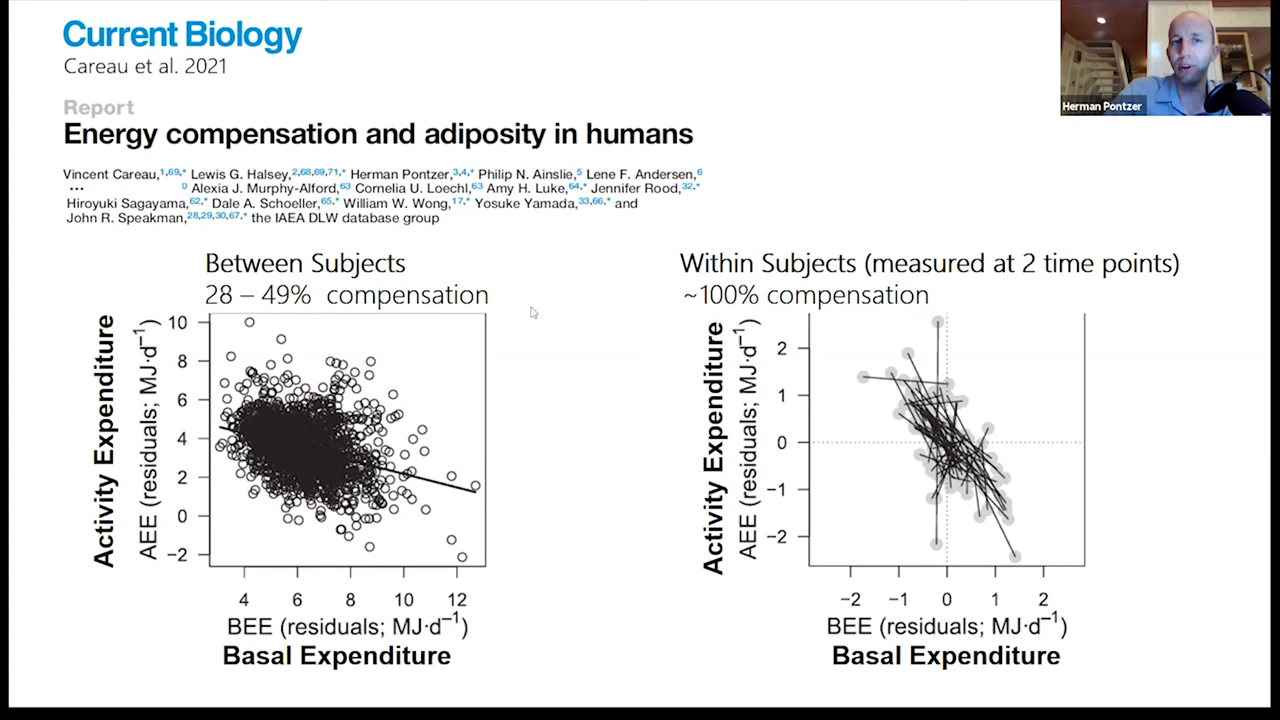 Current Biology
Careau et al. 2021
Report
Energy compensation and adiposity in humans
Vincent Careau,1,69,* Lewis G. Halsey,2,68,69,71,* Herman Pontzer,3,4,* Philip N. Ainslie,5 Lene F. Andersen,6
... 0 Alexia J. Murphy-Alford,63 Cornelia U. Loechl,63 Amy H. Luke,64,* Jennifer Rood,32,*
Hiroyuki Sagayama,62,* Dale A. Schoeller,65,* William W. Wong,17,* Yosuke Yamada,33,66,* and
John R. Speakman,28,29,30,67,* the IAEA DLW database group
Herman Pontzer
Between Subjects
28 – 49% compensation
Activity Expenditure
AEE (residuals; MJ·d⁻¹)
10
8
6
4
2
0
−2
4 6 8 10 12
BEE (residuals; MJ·d⁻¹)
Basal Expenditure
Within Subjects (measured at 2 time points)
~100% compensation
Activity Expenditure
AEE (residuals; MJ·d⁻¹)
2
1
0
−1
−2
−2 −1 0 1 2
BEE (residuals; MJ·d⁻¹)
Basal Expenditure